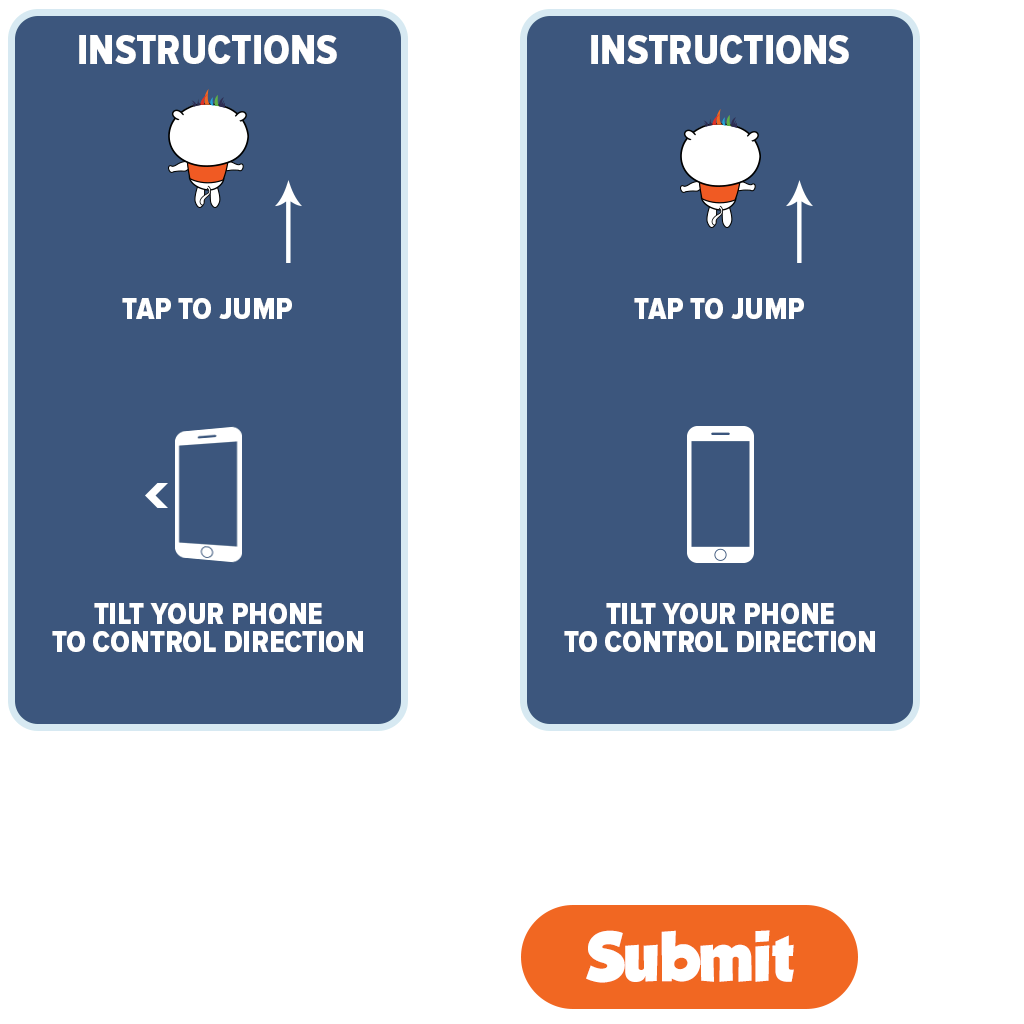 INSTRUCTIONS
TAP TO JUMP
TILT YOUR PHONE
TO CONTROL DIRECTION
INSTRUCTIONS
TAP TO JUMP
TILT YOUR PHONE
TO CONTROL DIRECTION
Submit